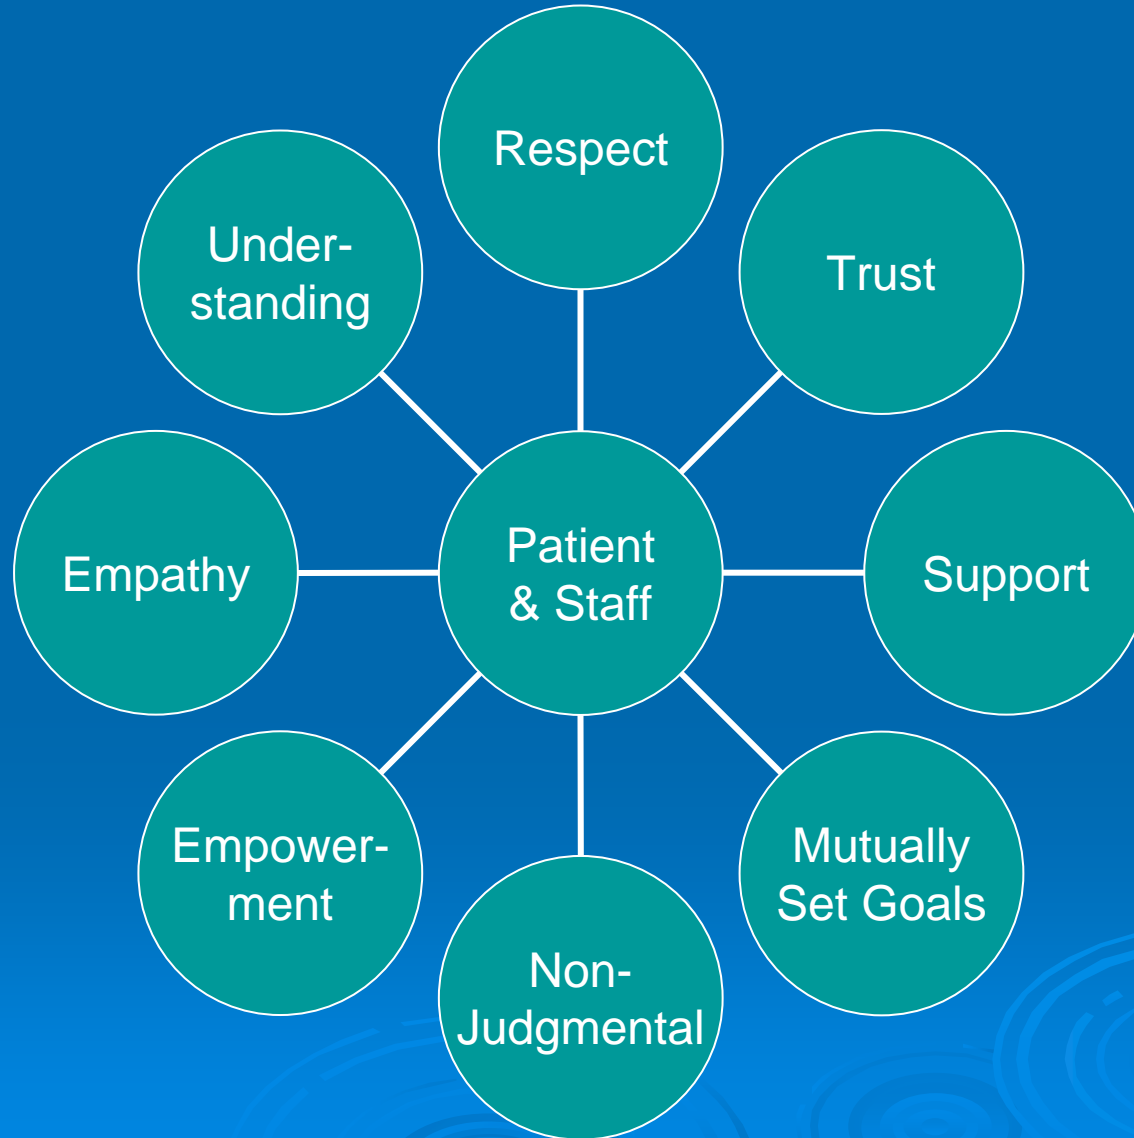 Respect
Under-
standing
Trust
Empathy
Patient
& Staff
Support
Empower-
ment
Mutually
Set Goals
Non-
Judgmental